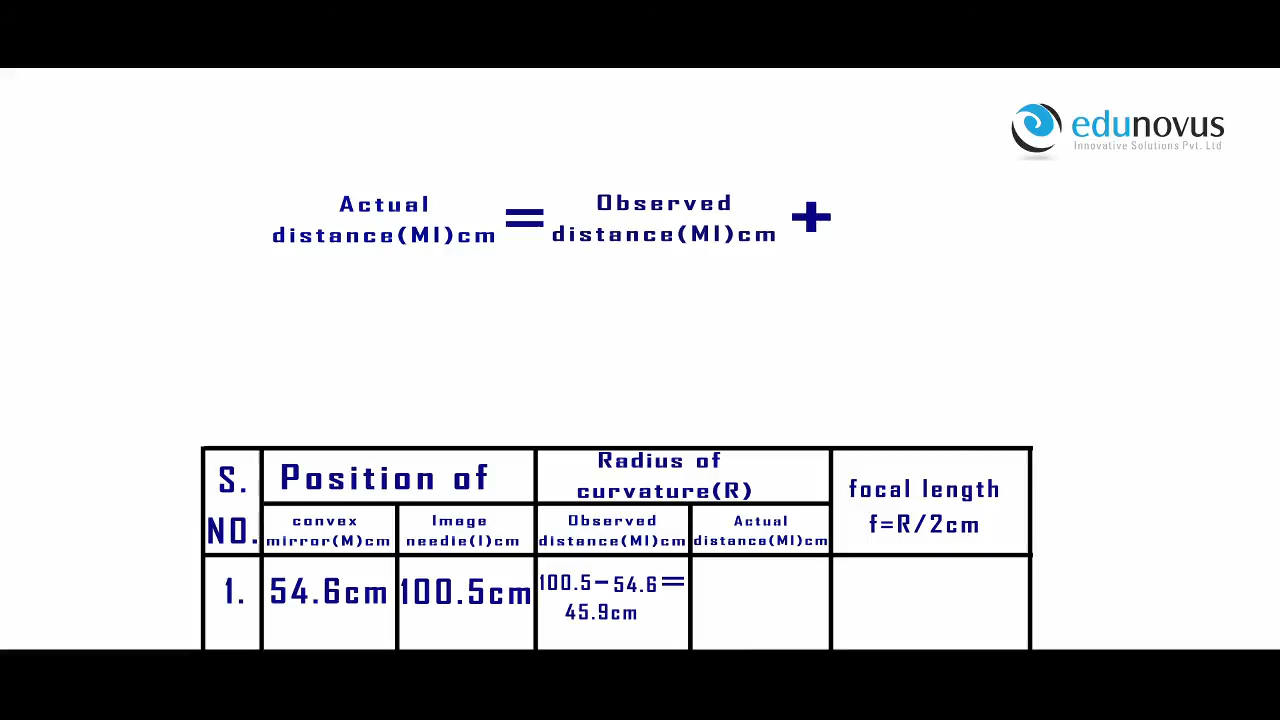 edunovus
Innovative Solutions Pvt. Ltd
Actual
distance(MI)cm
=
Observed
distance(MI)cm
+
S.
NO.
Position of
Radius of
curvature(R)
focal length
f=R/2cm
convex
mirror(M)cm
Image
needie(I)cm
Observed
distance(MI)cm
Actual
distance(MI)cm
1.
54.6cm
100.5cm
100.5-54.6=
45.9cm